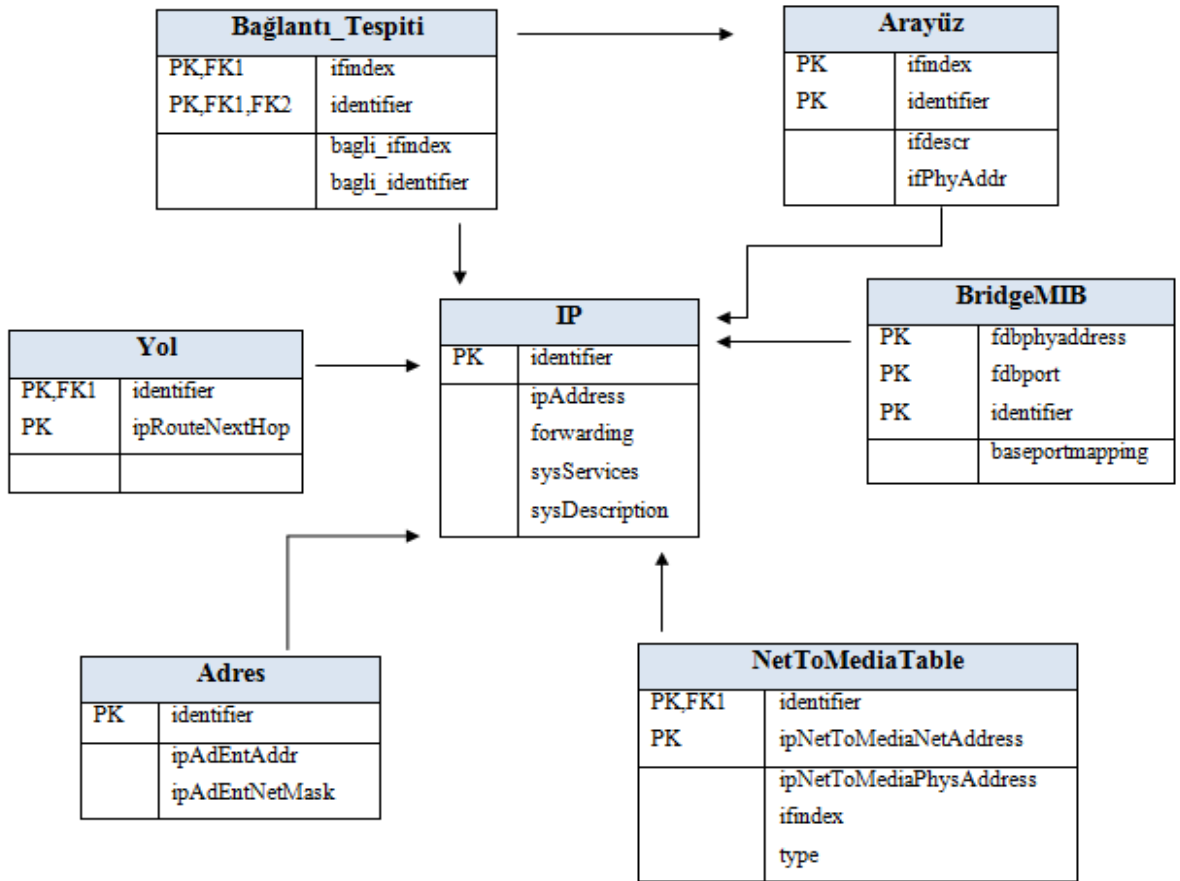 Bağlantı_Tespiti
PK,FK1 ifindex
PK,FK1,FK2 identifier
bagli_ifindex
bagli_identifier
Arayüz
PK ifindex
PK identifier
ifdescr
ifPhyAddr
IP
PK identifier
ipAddress
forwarding
sysServices
sysDescription
BridgeMIB
PK fdbphyaddress
PK fdbport
PK identifier
baseportmapping
Yol
PK,FK1 identifier
PK ipRouteNextHop
Adres
PK identifier
ipAdEntAddr
ipAdEntNetMask
NetToMediaTable
PK,FK1 identifier
PK ipNetToMediaNetAddress
ipNetToMediaPhysAddress
ifindex
type